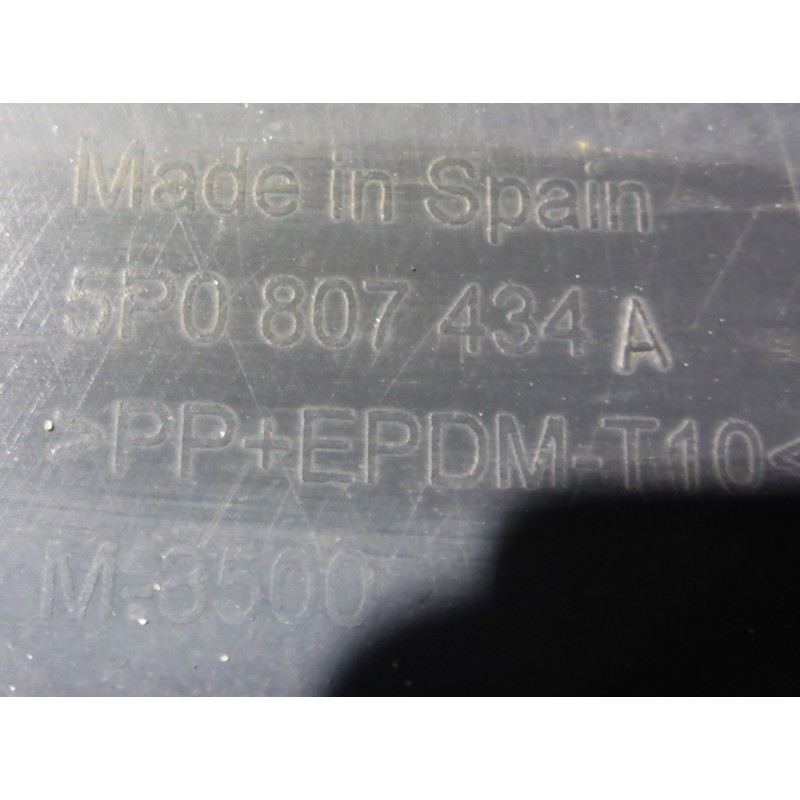 Made in Spain
5P0 807 434 A
>PP+EPDM-T10<
M-3500